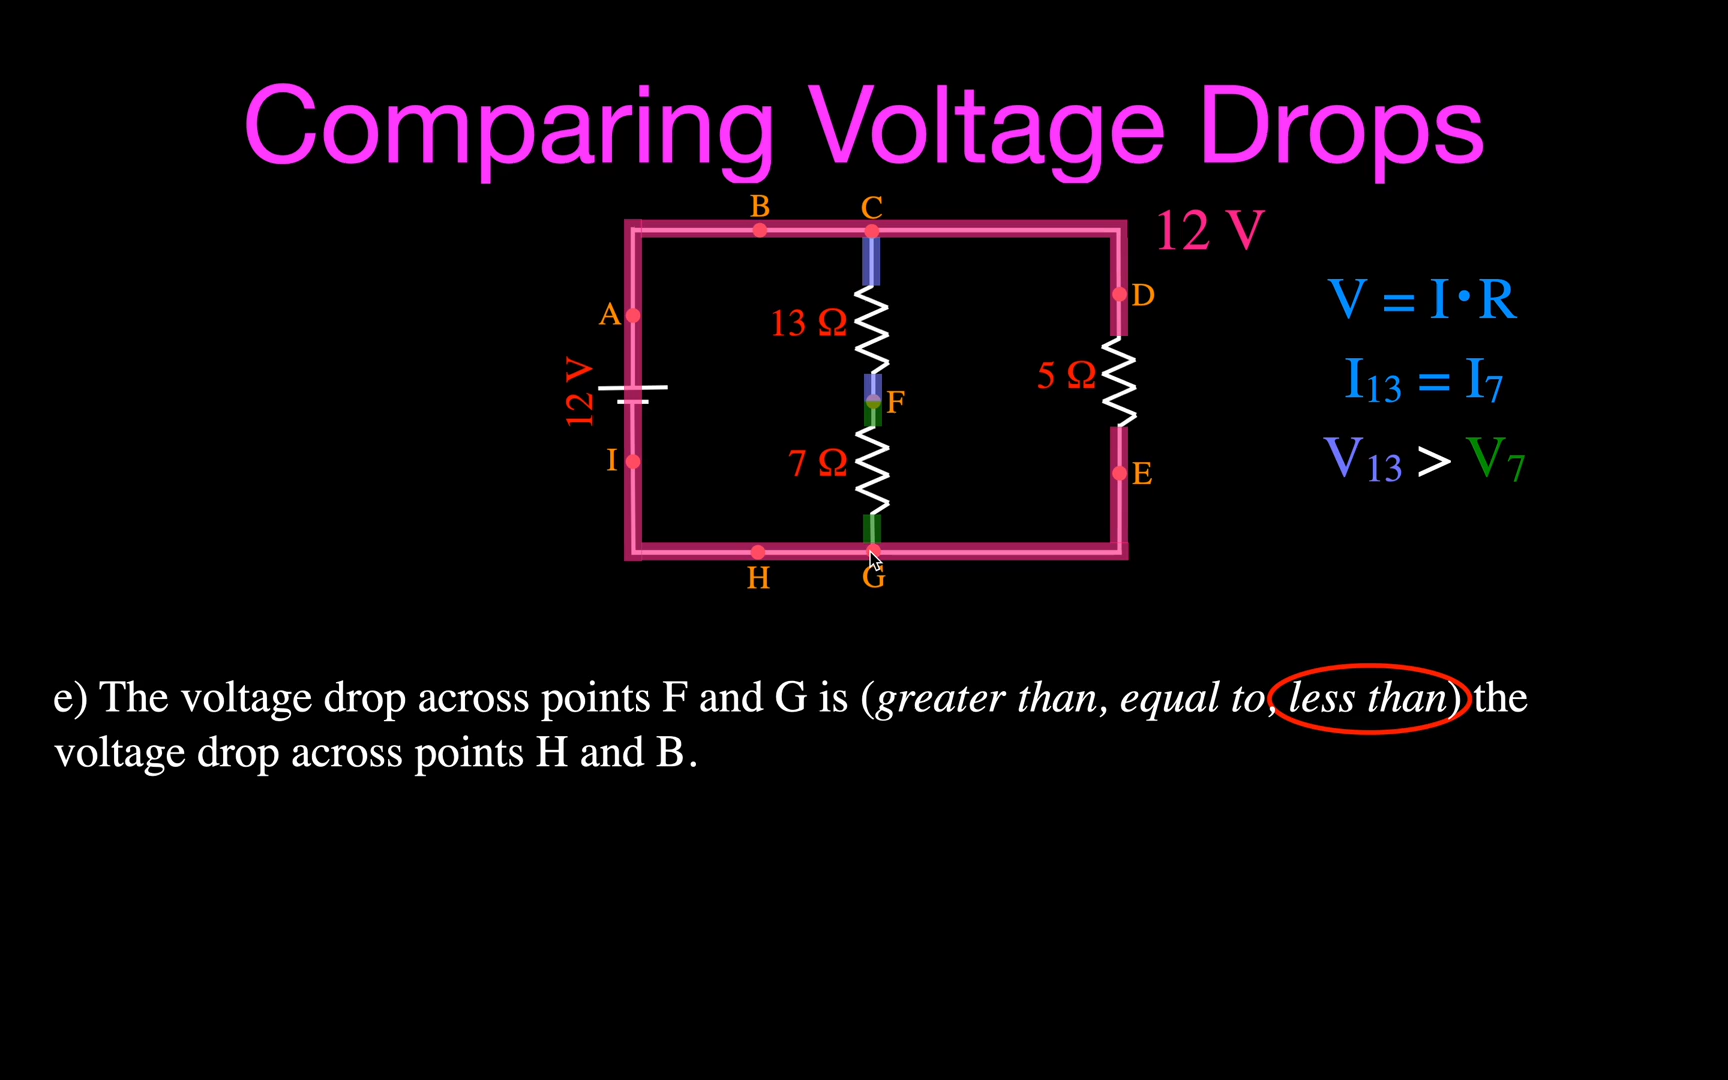 Comparing Voltage Drops
B
C
12 V
A
13 Ω
D
V = I · R
12 V
5 Ω
I₁₃ = I₇
F
I
7 Ω
E
V₁₃ > V₇
H
G
e) The voltage drop across points F and G is (greater than, equal to, less than) the
voltage drop across points H and B.